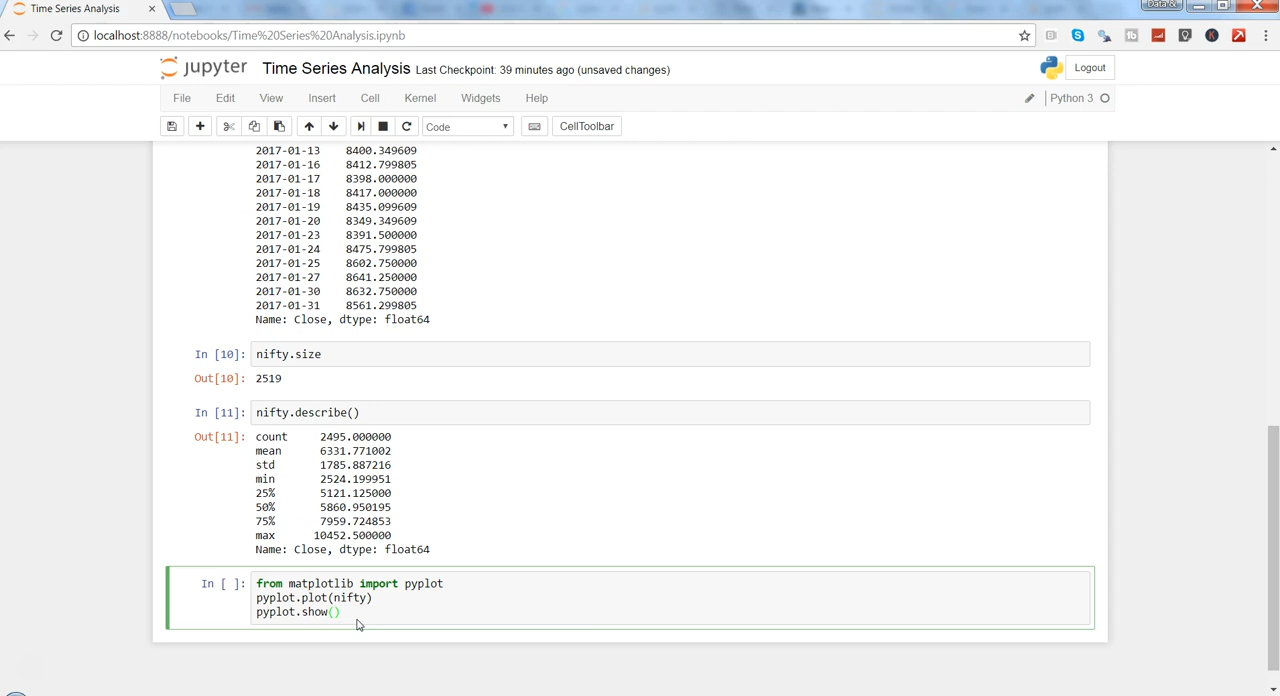 Time Series Analysis
Data &
localhost:8888/notebooks/Time%20Series%20Analysis.ipynb
jupyter Time Series Analysis Last Checkpoint: 39 minutes ago (unsaved changes)
Logout
File Edit View Insert Cell Kernel Widgets Help
Python 3
Code
CellToolbar
2017-01-13 8400.349609
2017-01-16 8412.799805
2017-01-17 8398.000000
2017-01-18 8417.000000
2017-01-19 8435.099609
2017-01-20 8349.349609
2017-01-23 8391.500000
2017-01-24 8475.799805
2017-01-25 8602.750000
2017-01-27 8641.250000
2017-01-30 8632.750000
2017-01-31 8561.299805
Name: Close, dtype: float64
In [10]: nifty.size
Out[10]: 2519
In [11]: nifty.describe()
Out[11]: count 2495.000000
mean 6331.771002
std 1785.887216
min 2524.199951
25% 5121.125000
50% 5860.950195
75% 7959.724853
max 10452.500000
Name: Close, dtype: float64
In [ ]: from matplotlib import pyplot
pyplot.plot(nifty)
pyplot.show()